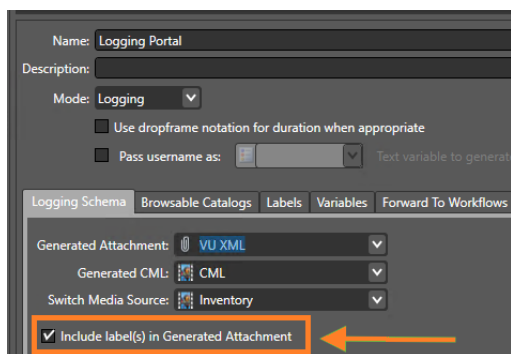 Name: Logging Portal
Description:
Mode: Logging
Use dropframe notation for duration when appropriate
Pass username as: Text variable to generate
Logging Schema Browsable Catalogs Labels Variables Forward To Workflows
Generated Attachment: VU XML
Generated CML: CML
Switch Media Source: Inventory
Include label(s) in Generated Attachment